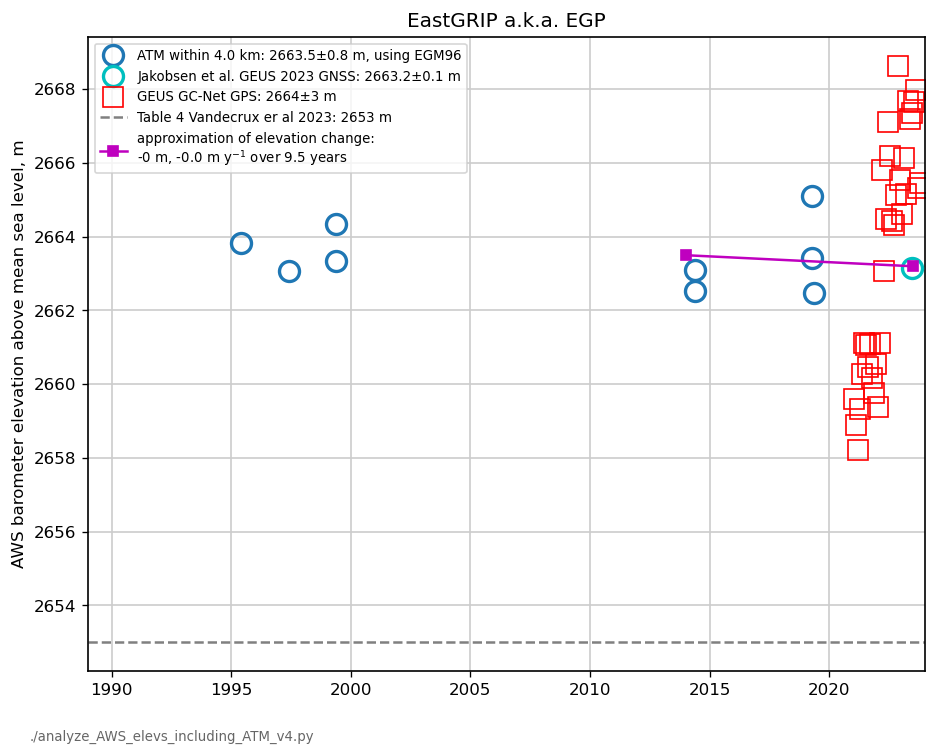 EastGRIP a.k.a. EGP
ATM within 4.0 km: 2663.5±0.8 m, using EGM96
Jakobsen et al. GEUS 2023 GNSS: 2663.2±0.1 m
GEUS GC-Net GPS: 2664±3 m
Table 4 Vandecrux er al 2023: 2653 m
approximation of elevation change:
-0 m, -0.0 m y⁻¹ over 9.5 years
AWS barometer elevation above mean sea level, m
2668
2666
2664
2662
2660
2658
2656
2654
1990 1995 2000 2005 2010 2015 2020
./analyze_AWS_elevs_including_ATM_v4.py